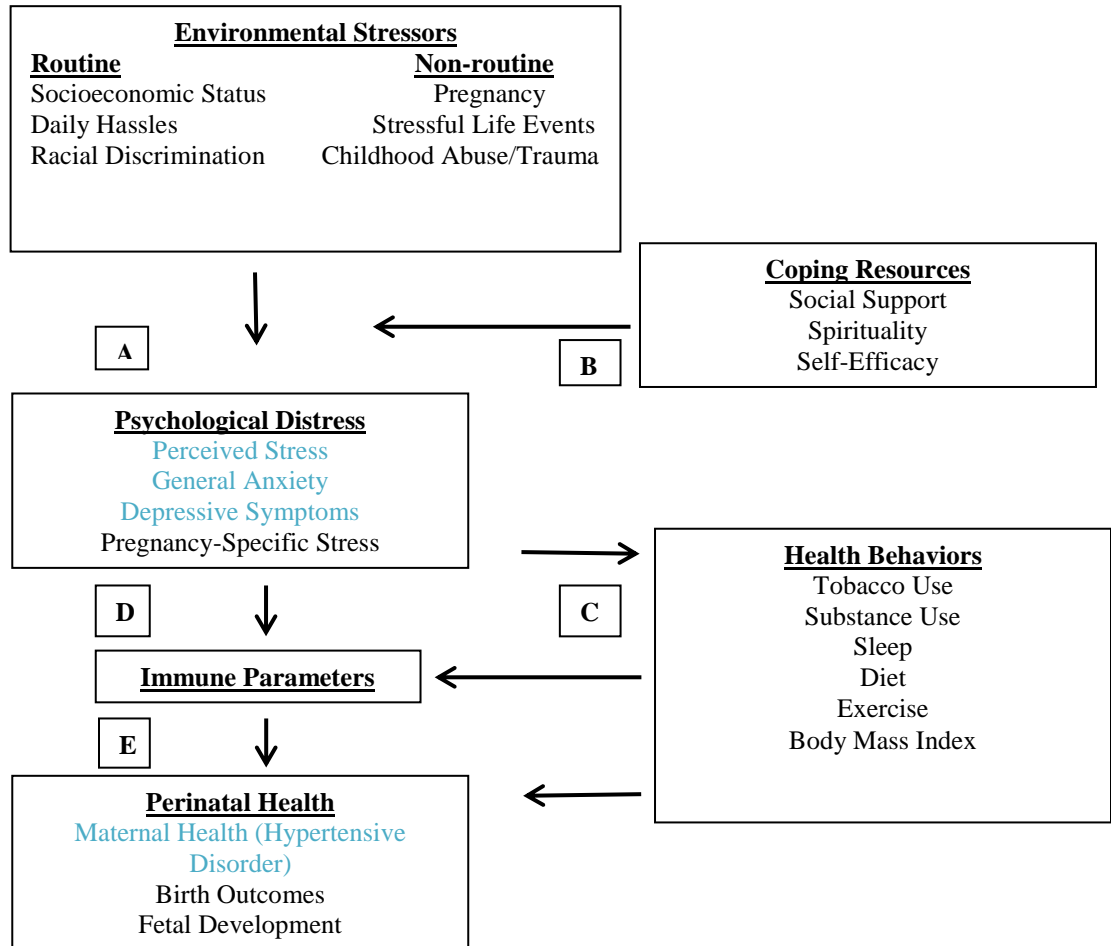 Environmental Stressors
Routine Non-routine
Socioeconomic Status Pregnancy
Daily Hassles Stressful Life Events
Racial Discrimination Childhood Abuse/Trauma
Coping Resources
Social Support
Spirituality
Self-Efficacy
A
B
Psychological Distress
Perceived Stress
General Anxiety
Depressive Symptoms
Pregnancy-Specific Stress
Health Behaviors
Tobacco Use
Substance Use
Sleep
Diet
Exercise
Body Mass Index
D
C
Immune Parameters
E
Perinatal Health
Maternal Health (Hypertensive
Disorder)
Birth Outcomes
Fetal Development